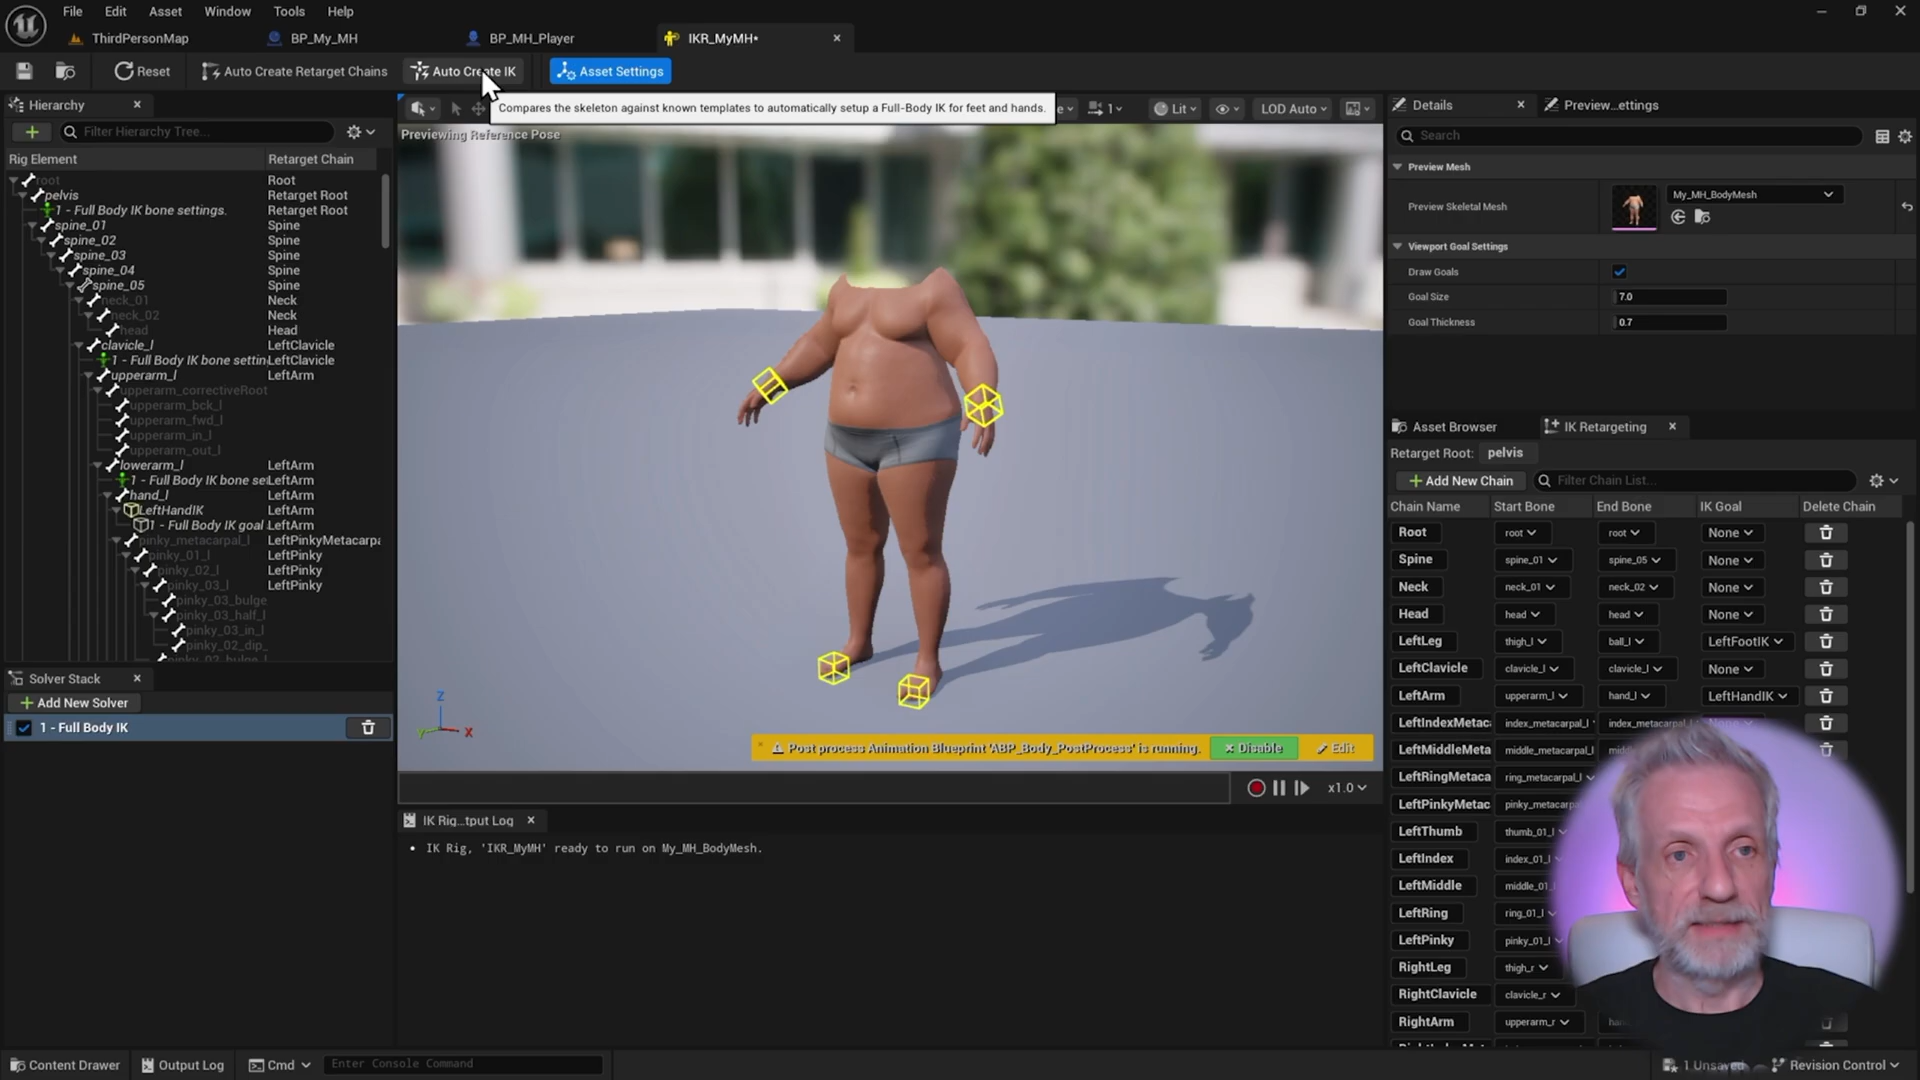 File Edit Asset Window Tools Help
ThirdPersonMap BP_My_MH BP_MH_Player IKR_MyMH*
Reset Auto Create Retarget Chains Auto Create IK Asset Settings
Compares the skeleton against known templates to automatically setup a Full-Body IK for feet and hands.
Hierarchy
Filter Hierarchy Tree...
Rig Element Retarget Chain
root Root
pelvis Retarget Root
1 - Full Body IK bone settings. Retarget Root
spine_01 Spine
spine_02 Spine
spine_03 Spine
spine_04 Spine
spine_05 Spine
neck_01 Neck
neck_02 Neck
head Head
clavicle_l LeftClavicle
1 - Full Body IK bone settin LeftClavicle
upperarm_l LeftArm
upperarm_correctiveRoot
upperarm_bck_l
upperarm_fwd_l
upperarm_in_l
upperarm_out_l
lowerarm_l LeftArm
1 - Full Body IK bone se LeftArm
hand_l LeftArm
LeftHandIK LeftArm
1 - Full Body IK goal LeftArm
pinky_metacarpal_l LeftPinkyMetacarpa
pinky_01_l LeftPinky
pinky_02_l LeftPinky
pinky_03_l LeftPinky
pinky_03_bulge
pinky_03_half_l
pinky_03_in_l
pinky_02_dip_
Solver Stack
Add New Solver
1 - Full Body IK
1 Lit LOD Auto
Previewing Reference Pose
Z
Y X
Post process Animation Blueprint 'ABP_Body_PostProcess' is running. Disable Edit
x1.0
IK Rig...tput Log
IK Rig, 'IKR_MyMH' ready to run on My_MH_BodyMesh.
Details Preview...ettings
Search
Preview Mesh
Preview Skeletal Mesh My_MH_BodyMesh
Viewport Goal Settings
Draw Goals
Goal Size 7.0
Goal Thickness 0.7
Asset Browser IK Retargeting
Retarget Root: pelvis
Add New Chain Filter Chain List...
Chain Name Start Bone End Bone IK Goal Delete Chain
Root root root None
Spine spine_01 spine_05 None
Neck neck_01 neck_02 None
Head head head None
LeftLeg thigh_l ball_l LeftFootIK
LeftClavicle clavicle_l clavicle_l None
LeftArm upperarm_l hand_l LeftHandIK
LeftIndexMetac index_metacarpal_l index_metacarpal_l
LeftMiddleMeta middle_metacarpal_l
LeftRingMetaca ring_metacarpal_l
LeftPinkyMetac pinky_metacarpa
LeftThumb thumb_01_l
LeftIndex index_01_l
LeftMiddle middle_01
LeftRing ring_01_l
LeftPinky pinky_01_l
RightLeg thigh_r
RightClavicle clavicle_r
RightArm upperarm_r
Content Drawer Output Log Cmd Enter Console Command
1 Unsaved Revision Control